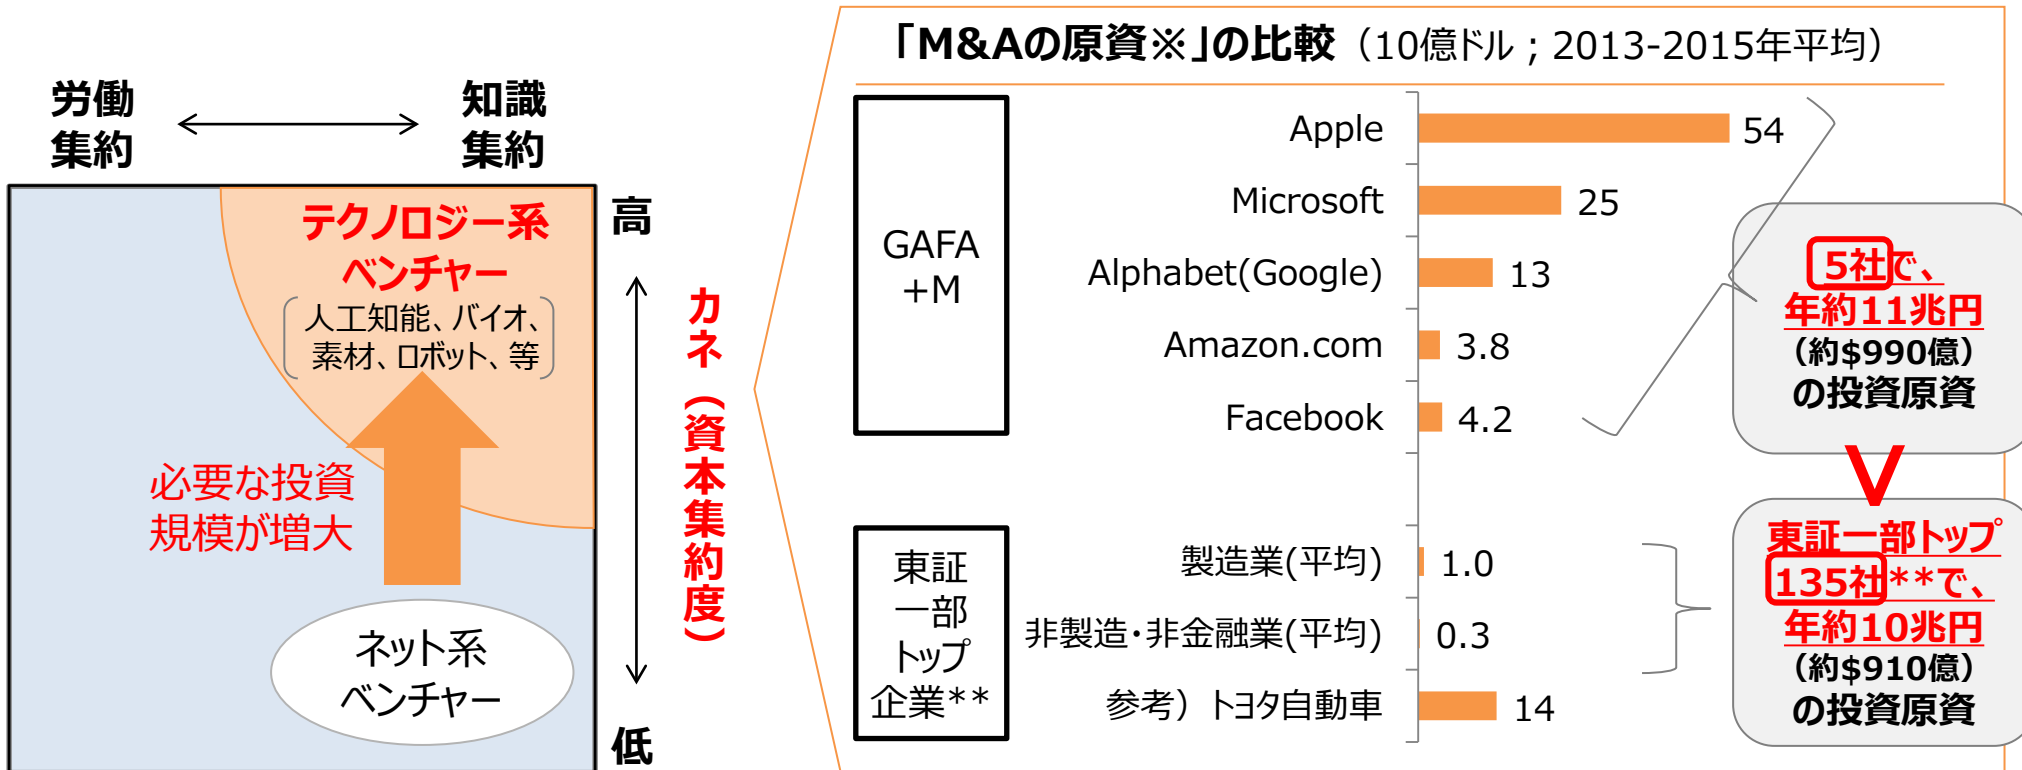 労働
集約
知識
集約
テクノロジー系
ベンチャー
人工知能、バイオ、
素材、ロボット、等
必要な投資
規模が増大
ネット系
ベンチャー
高
低
カネ（資本集約度）
「M&Aの原資※」の比較（10億ドル；2013-2015年平均）
GAFA
+M
Apple 54
Microsoft 25
Alphabet(Google) 13
Amazon.com 3.8
Facebook 4.2
東証
一部
トップ
企業**
製造業(平均) 1.0
非製造・非金融業(平均) 0.3
参考）トヨタ自動車 14
5社で、
年約11兆円
（約$990億）
の投資原資
V
東証一部トップ
135社**で、
年約10兆円
（約$910億）
の投資原資